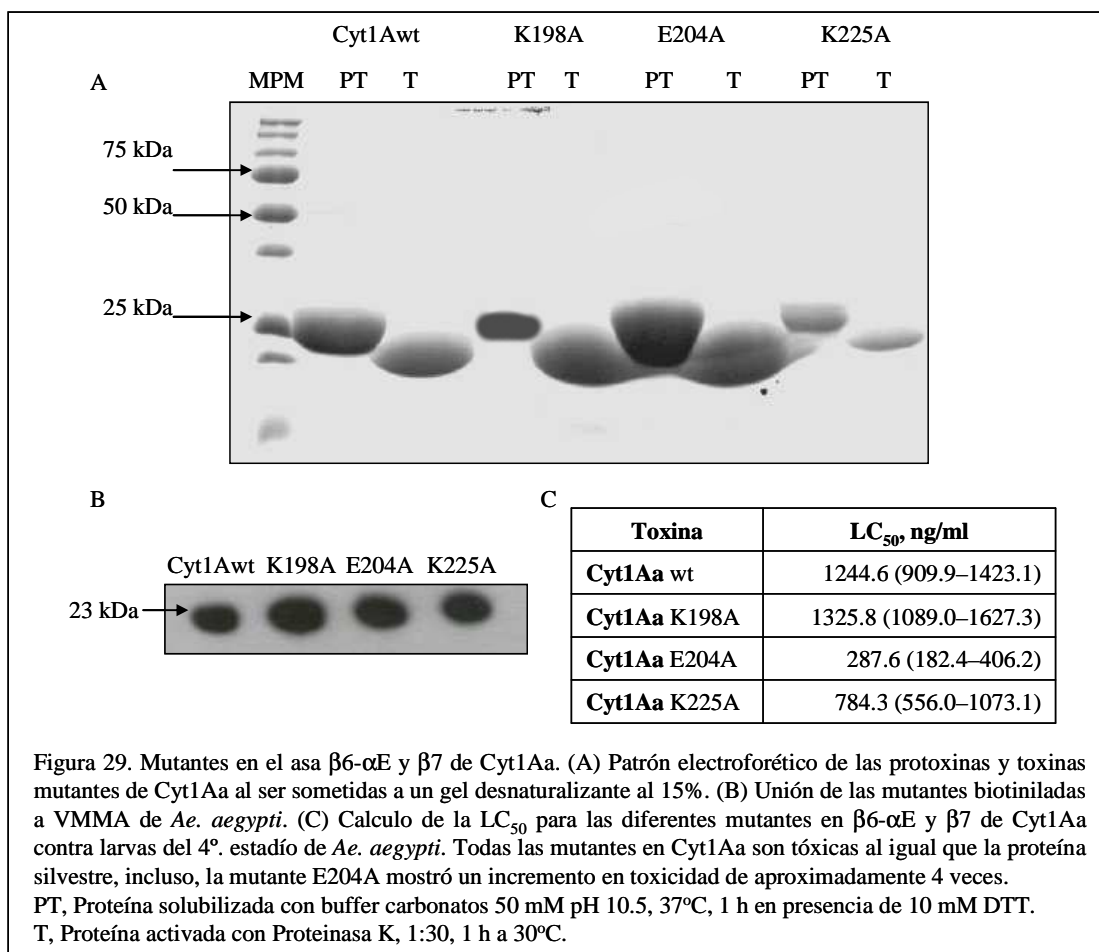 Cyt1Awt K198A E204A K225A
A MPM PT T PT T PT T PT T
75 kDa
50 kDa
25 kDa
B
Cyt1Awt K198A E204A K225A
23 kDa
C
Toxina LC50, ng/ml
Cyt1Aa wt 1244.6 (909.9–1423.1)
Cyt1Aa K198A 1325.8 (1089.0–1627.3)
Cyt1Aa E204A 287.6 (182.4–406.2)
Cyt1Aa K225A 784.3 (556.0–1073.1)
Figura 29. Mutantes en el asa β6-αE y β7 de Cyt1Aa. (A) Patrón electroforético de las protoxinas y toxinas
mutantes de Cyt1Aa al ser sometidas a un gel desnaturalizante al 15%. (B) Unión de las mutantes biotiniladas
a VMMA de Ae. aegypti. (C) Calculo de la LC50 para las diferentes mutantes en β6-αE y β7 de Cyt1Aa
contra larvas del 4º. estadío de Ae. aegypti. Todas las mutantes en Cyt1Aa son tóxicas al igual que la proteína
silvestre, incluso, la mutante E204A mostró un incremento en toxicidad de aproximadamente 4 veces.
PT, Proteína solubilizada con buffer carbonatos 50 mM pH 10.5, 37ºC, 1 h en presencia de 10 mM DTT.
T, Proteína activada con Proteinasa K, 1:30, 1 h a 30ºC.